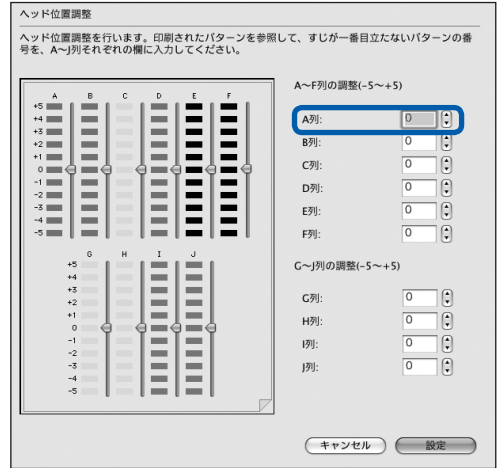 ヘッド位置調整
ヘッド位置調整を行います。印刷されたパターンを参照して、すじが一番目立たないパターンの番
号を、A〜J列それぞれの欄に入力してください。
A B C D E F
+5
+4
+3
+2
+1
0
-1
-2
-3
-4
-5
G H I J
+5
+4
+3
+2
+1
0
-1
-2
-3
-4
-5
A〜F列の調整(-5〜+5)
A列: 0
B列: 0
C列: 0
D列: 0
E列: 0
F列: 0
G〜J列の調整(-5〜+5)
G列: 0
H列: 0
I列: 0
J列: 0
キャンセル 設定